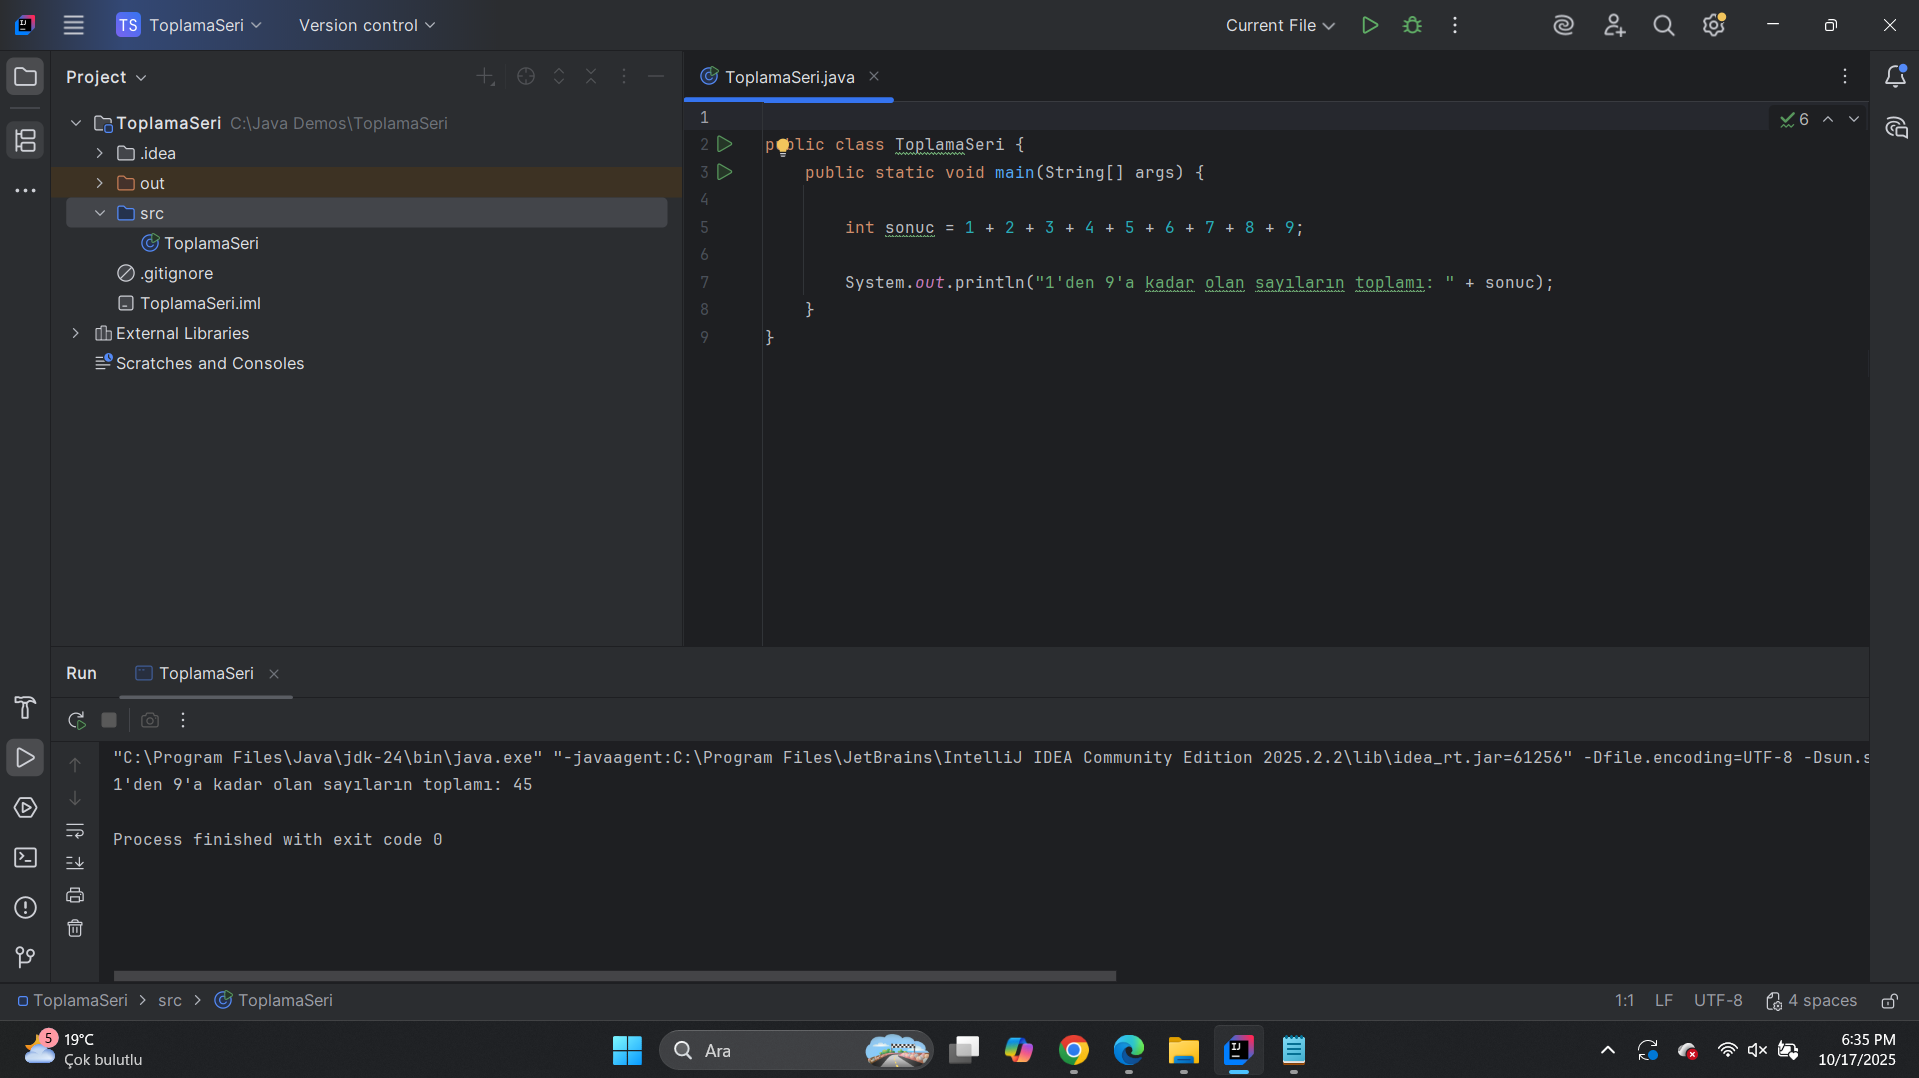 TS ToplamaSeri Version control Current File
Project
ToplamaSeri C:\Java Demos\ToplamaSeri
.idea
out
src
ToplamaSeri
.gitignore
ToplamaSeri.iml
External Libraries
Scratches and Consoles
ToplamaSeri.java
6
1
2 public class ToplamaSeri {
3 public static void main(String[] args) {
4
5 int sonuc = 1 + 2 + 3 + 4 + 5 + 6 + 7 + 8 + 9;
6
7 System.out.println("1'den 9'a kadar olan sayıların toplamı: " + sonuc);
8 }
9 }
Run ToplamaSeri
"C:\Program Files\Java\jdk-24\bin\java.exe" "-javaagent:C:\Program Files\JetBrains\IntelliJ IDEA Community Edition 2025.2.2\lib\idea_rt.jar=61256" -Dfile.encoding=UTF-8 -Dsun.s
1'den 9'a kadar olan sayıların toplamı: 45
Process finished with exit code 0
ToplamaSeri > src > ToplamaSeri 1:1 LF UTF-8 4 spaces
5 19°C
Çok bulutlu
Ara
6:35 PM
10/17/2025